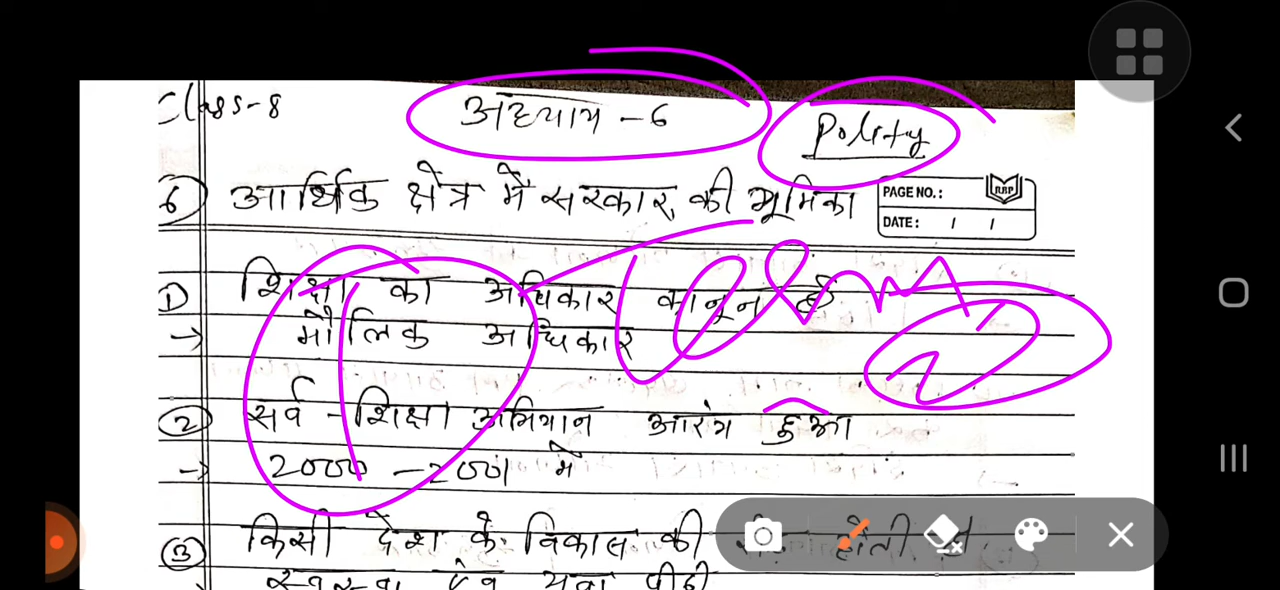 Class-8
अध्याय - 6
Polity
6 आर्थिक क्षेत्र में सरकार की भूमिका
PAGE NO.:
RBP
DATE: / /
1 शिक्षा का अधिकार कानून है
→ मौलिक अधिकार
2 सर्व - शिक्षा अभियान आरंभ हुआ
→ 2000 - 2001 में
3 किसी देश के विकास की होती है